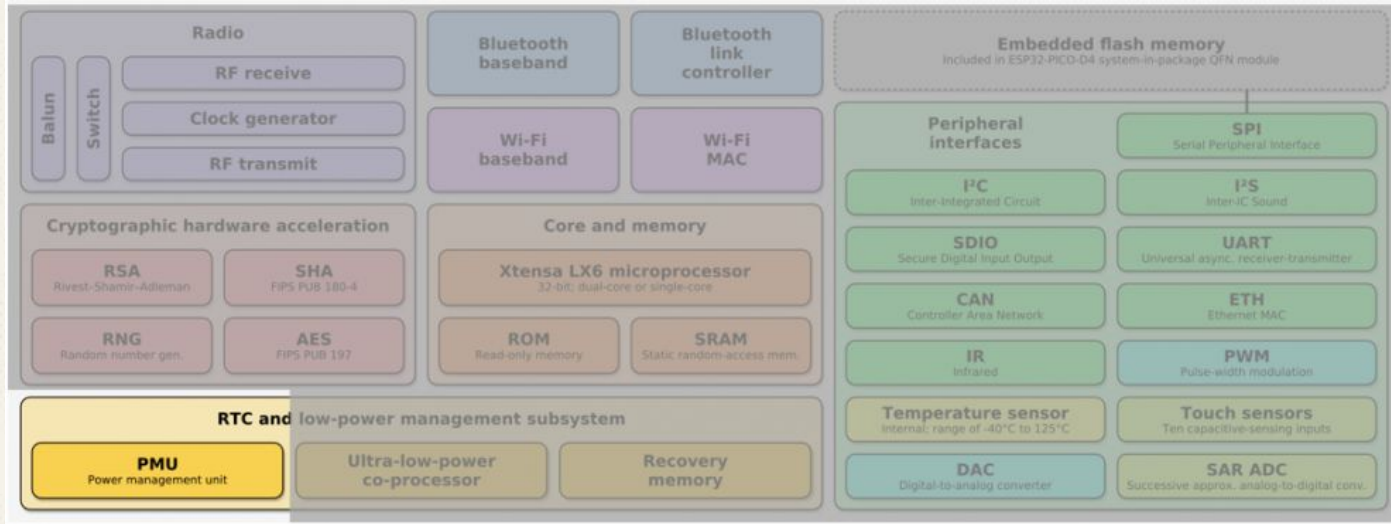 Radio
Balun
Switch
RF receive
Clock generator
RF transmit
Bluetooth
baseband
Bluetooth
link
controller
Wi-Fi
baseband
Wi-Fi
MAC
Embedded flash memory
Included in ESP32-PICO-D4 system-in-package QFN module
Cryptographic hardware acceleration
RSA
Rivest-Shamir-Adleman
SHA
FIPS PUB 180-4
RNG
Random number gen.
AES
FIPS PUB 197
Core and memory
Xtensa LX6 microprocessor
32-bit; dual-core or single-core
ROM
Read-only memory
SRAM
Static random-access mem.
RTC and low-power management subsystem
PMU
Power management unit
Ultra-low-power
co-processor
Recovery
memory
Peripheral
interfaces
SPI
Serial Peripheral Interface
I²C
Inter-Integrated Circuit
I²S
Inter-IC Sound
SDIO
Secure Digital Input Output
UART
Universal async. receiver-transmitter
CAN
Controller Area Network
ETH
Ethernet MAC
IR
Infrared
PWM
Pulse-width modulation
Temperature sensor
Internal; range of -40°C to 125°C
Touch sensors
Ten capacitive-sensing inputs
DAC
Digital-to-analog converter
SAR ADC
Successive approx. analog-to-digital conv.